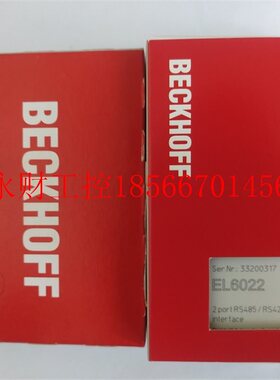 BECKHOFF
BECKHOFF
永财工控18566701456
Ser Nr.: 33200317
EL6022
2 port RS485 / RS42
interface